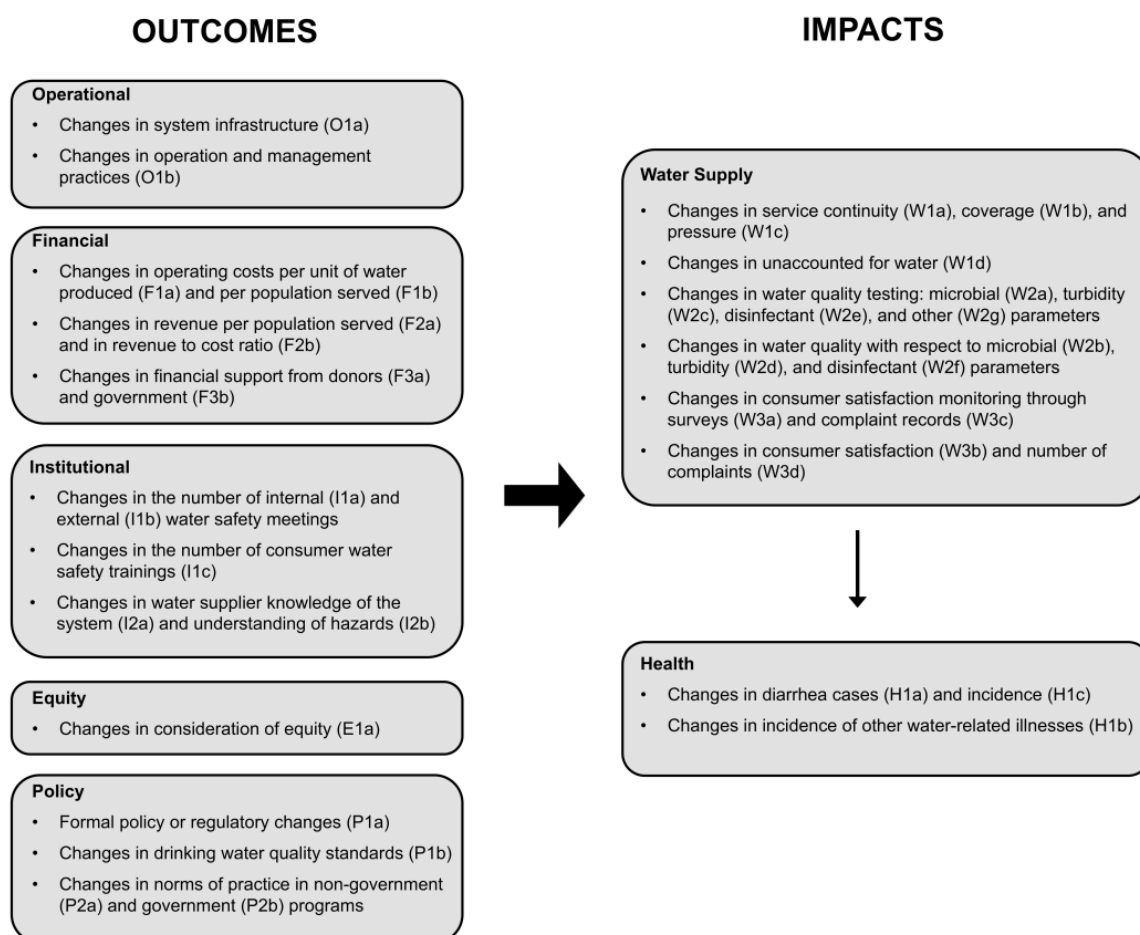 OUTCOMES
Operational
• Changes in system infrastructure (O1a)
• Changes in operation and management
practices (O1b)
Financial
• Changes in operating costs per unit of water
produced (F1a) and per population served (F1b)
• Changes in revenue per population served (F2a)
and in revenue to cost ratio (F2b)
• Changes in financial support from donors (F3a)
and government (F3b)
Institutional
• Changes in the number of internal (I1a) and
external (I1b) water safety meetings
• Changes in the number of consumer water
safety trainings (I1c)
• Changes in water supplier knowledge of the
system (I2a) and understanding of hazards (I2b)
Equity
• Changes in consideration of equity (E1a)
Policy
• Formal policy or regulatory changes (P1a)
• Changes in drinking water quality standards (P1b)
• Changes in norms of practice in non-government
(P2a) and government (P2b) programs
IMPACTS
Water Supply
• Changes in service continuity (W1a), coverage (W1b), and
pressure (W1c)
• Changes in unaccounted for water (W1d)
• Changes in water quality testing: microbial (W2a), turbidity
(W2c), disinfectant (W2e), and other (W2g) parameters
• Changes in water quality with respect to microbial (W2b),
turbidity (W2d), and disinfectant (W2f) parameters
• Changes in consumer satisfaction monitoring through
surveys (W3a) and complaint records (W3c)
• Changes in consumer satisfaction (W3b) and number of
complaints (W3d)
Health
• Changes in diarrhea cases (H1a) and incidence (H1c)
• Changes in incidence of other water-related illnesses (H1b)